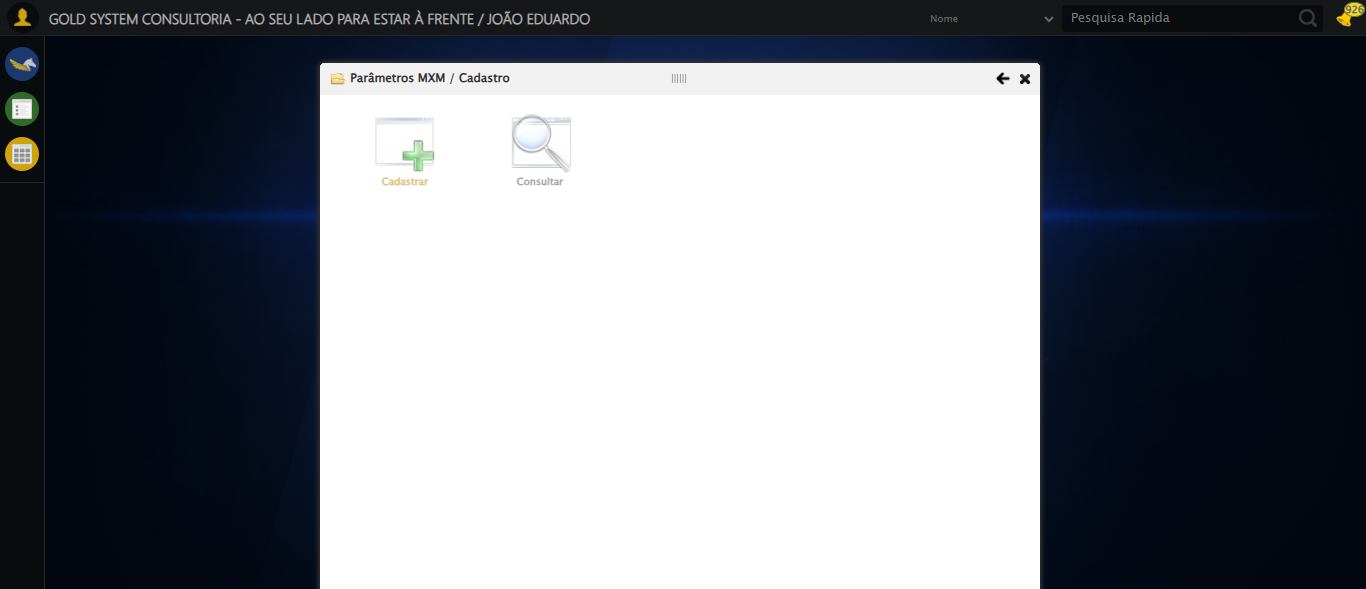 GOLD SYSTEM CONSULTORIA - AO SEU LADO PARA ESTAR À FRENTE / JOÃO EDUARDO
Nome
Pesquisa Rapida
926
Parâmetros MXM / Cadastro
Cadastrar
Consultar